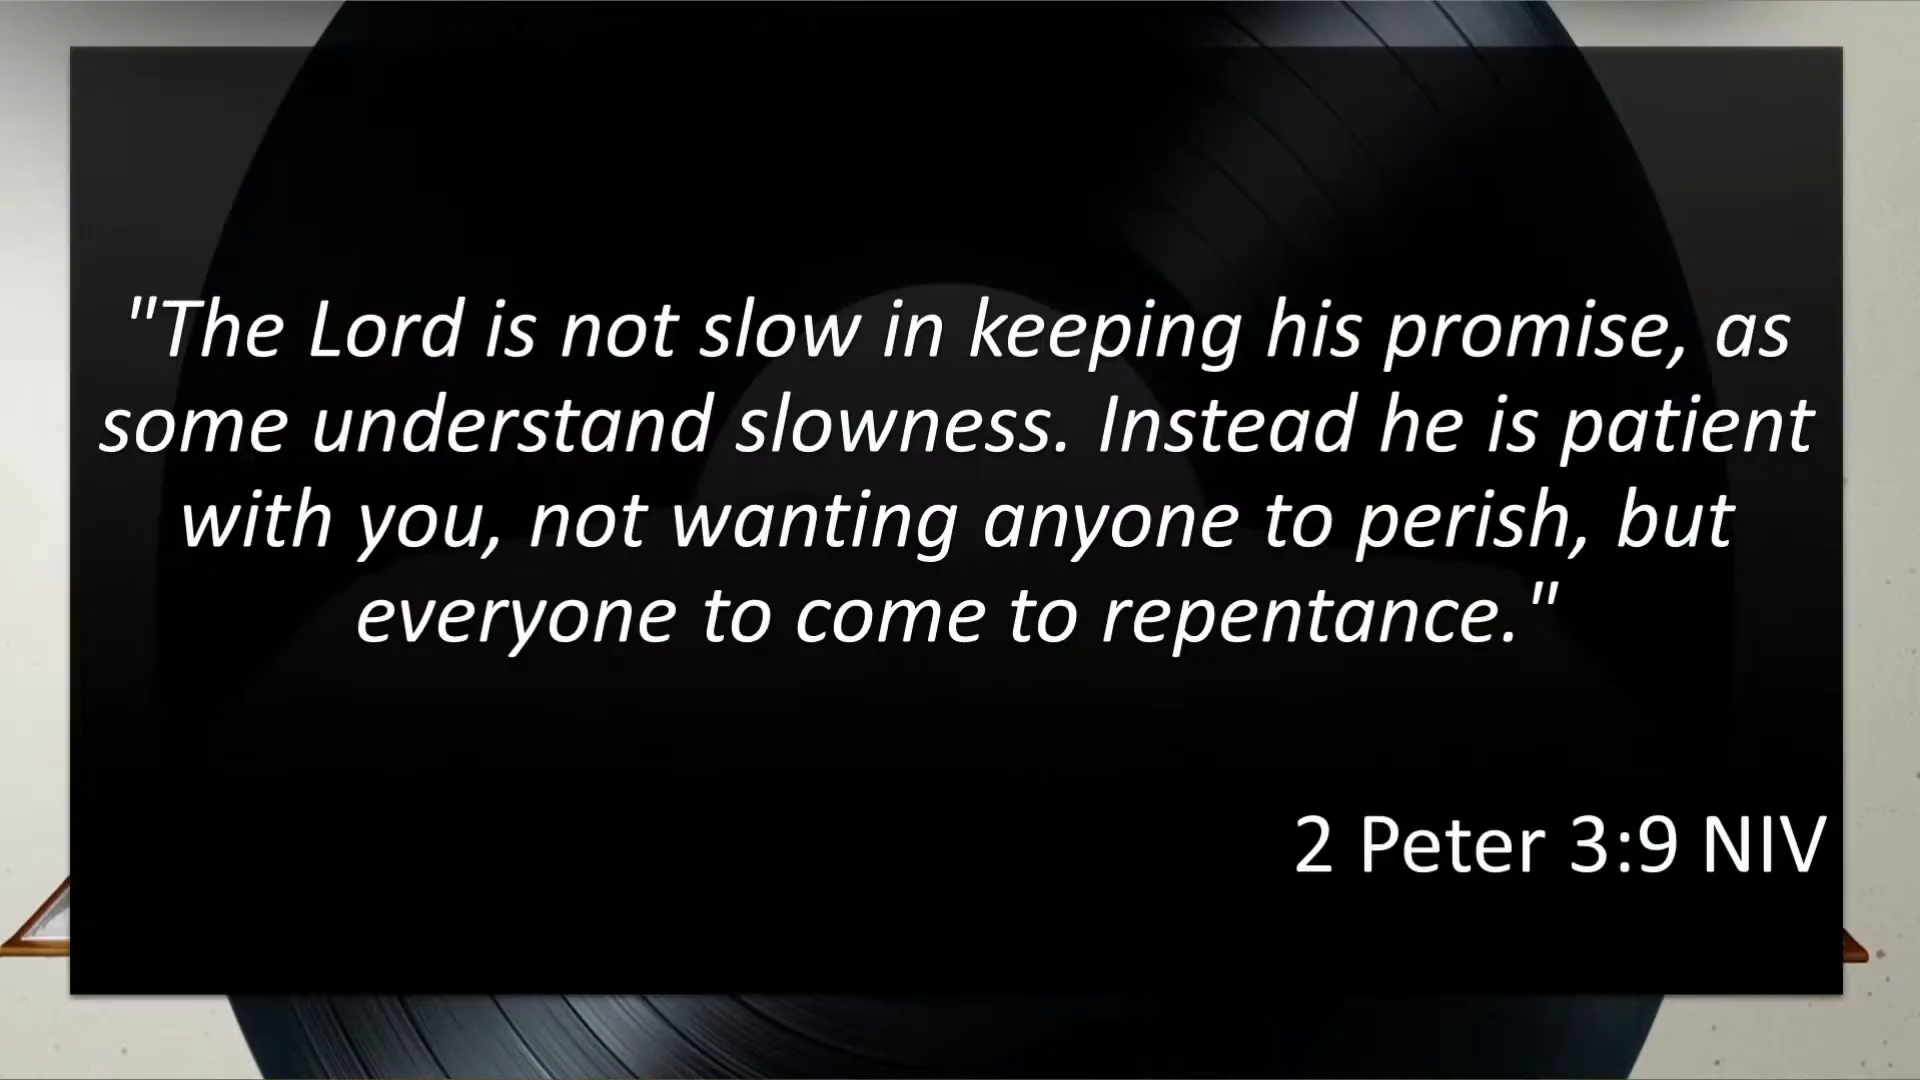 "The Lord is not slow in keeping his promise, as
some understand slowness. Instead he is patient
with you, not wanting anyone to perish, but
everyone to come to repentance."
2 Peter 3:9 NIV